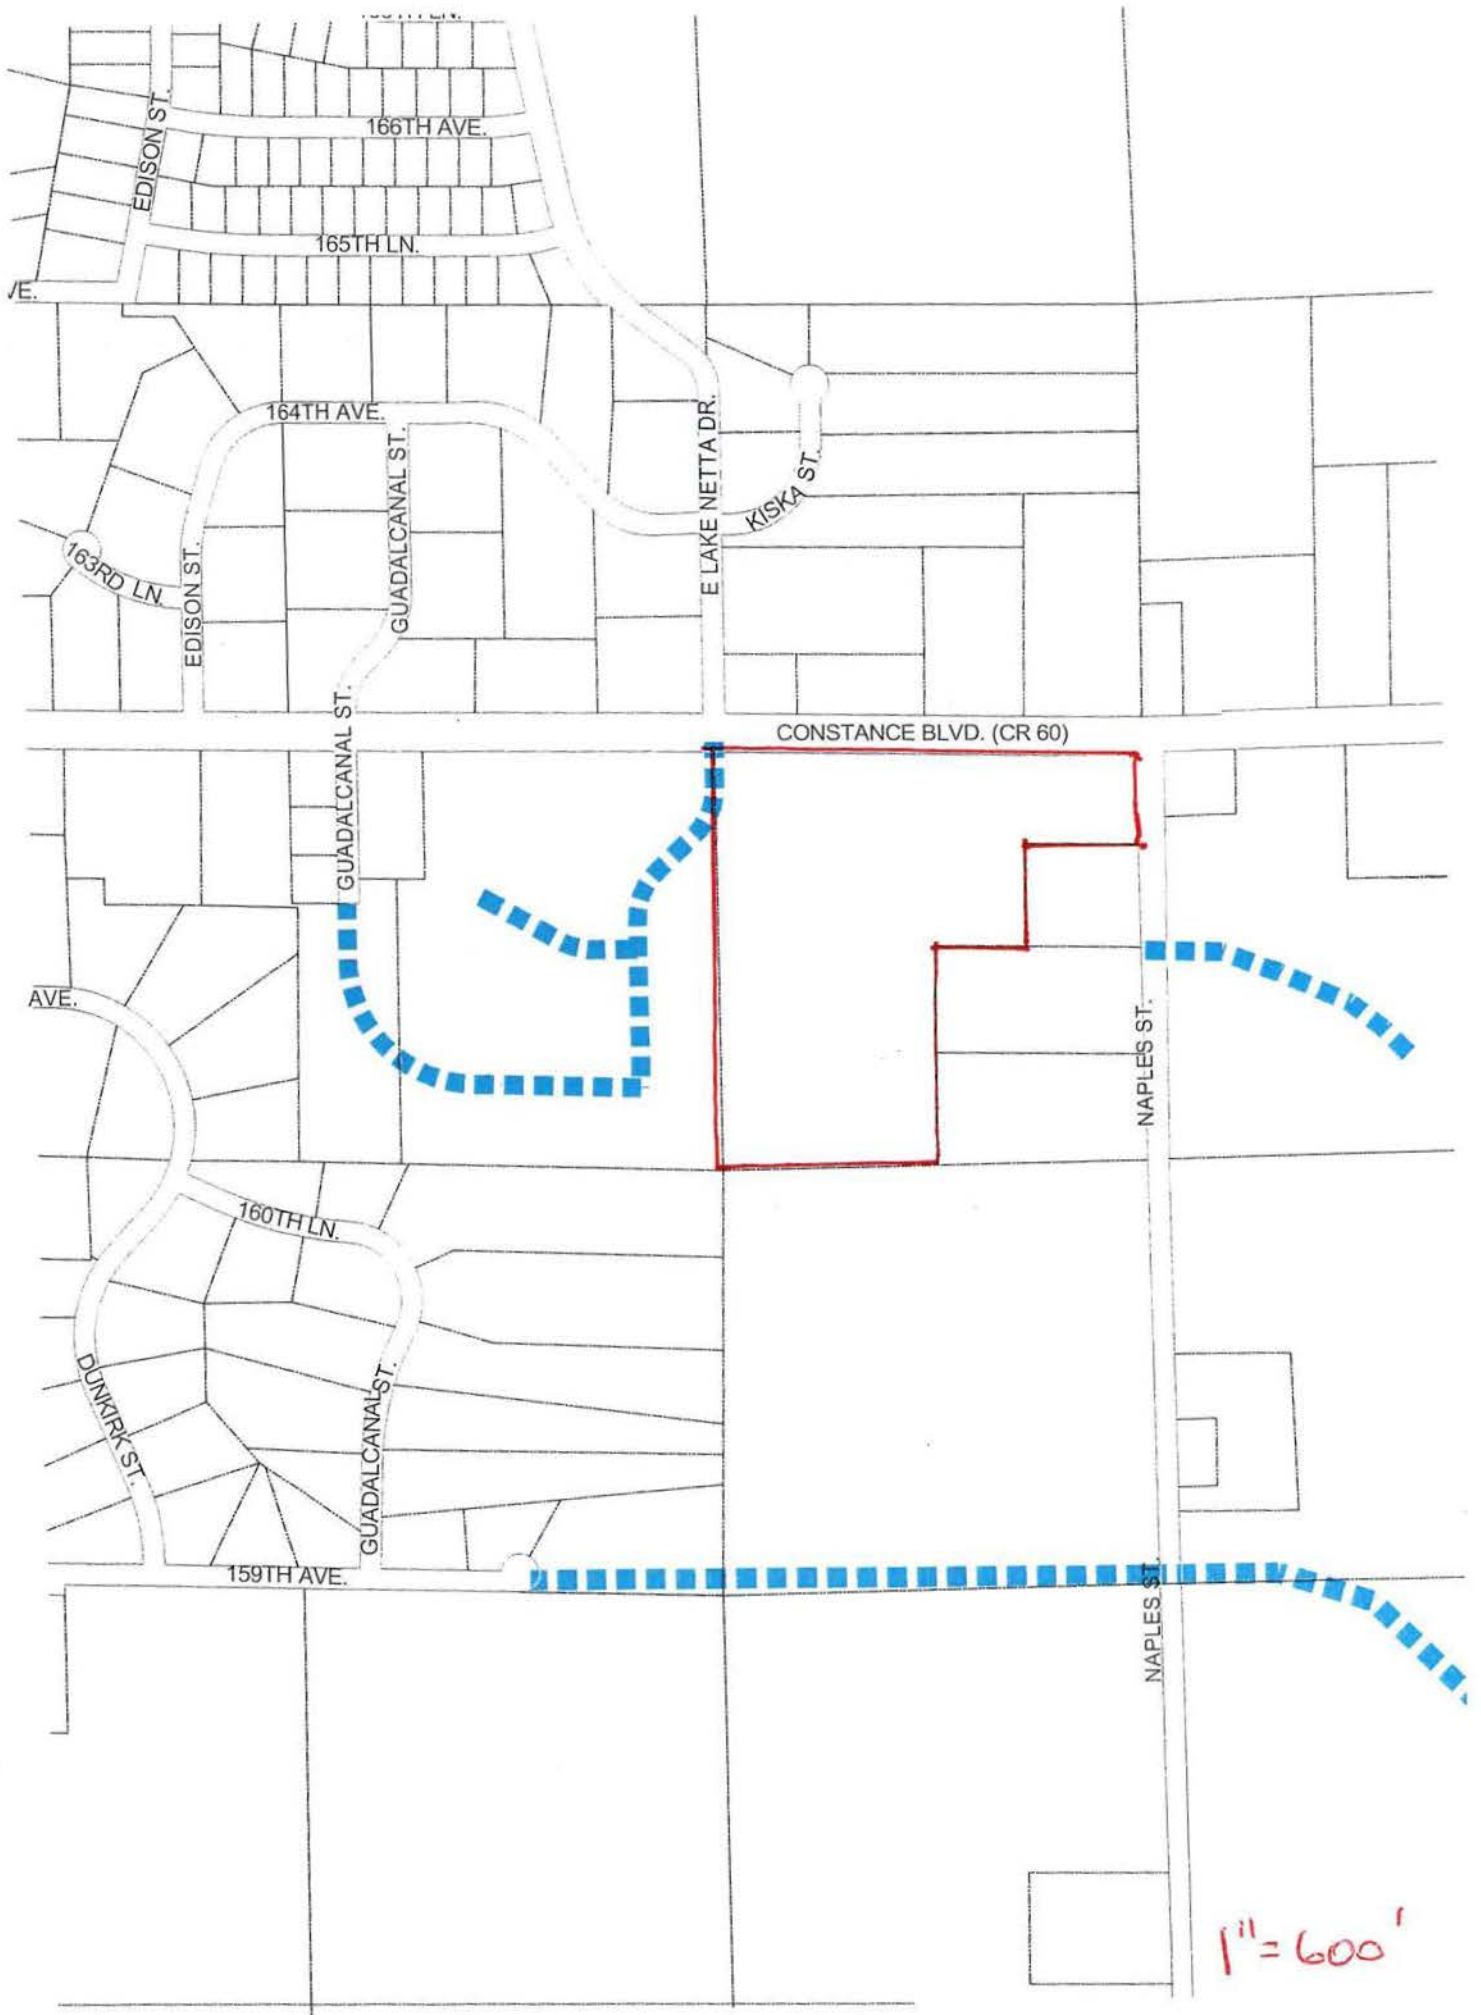 EDISON ST.
166TH AVE.
165TH LN.
VE.
164TH AVE.
GUADALCANAL ST.
E LAKE NETTA DR.
KISKA ST.
163RD LN.
EDISON ST.
GUADALCANAL ST.
CONSTANCE BLVD. (CR 60)
AVE.
NAPLES ST.
160TH LN.
DUNKIRK ST.
GUADALCANAL ST.
159TH AVE.
NAPLES ST.
1" = 600'